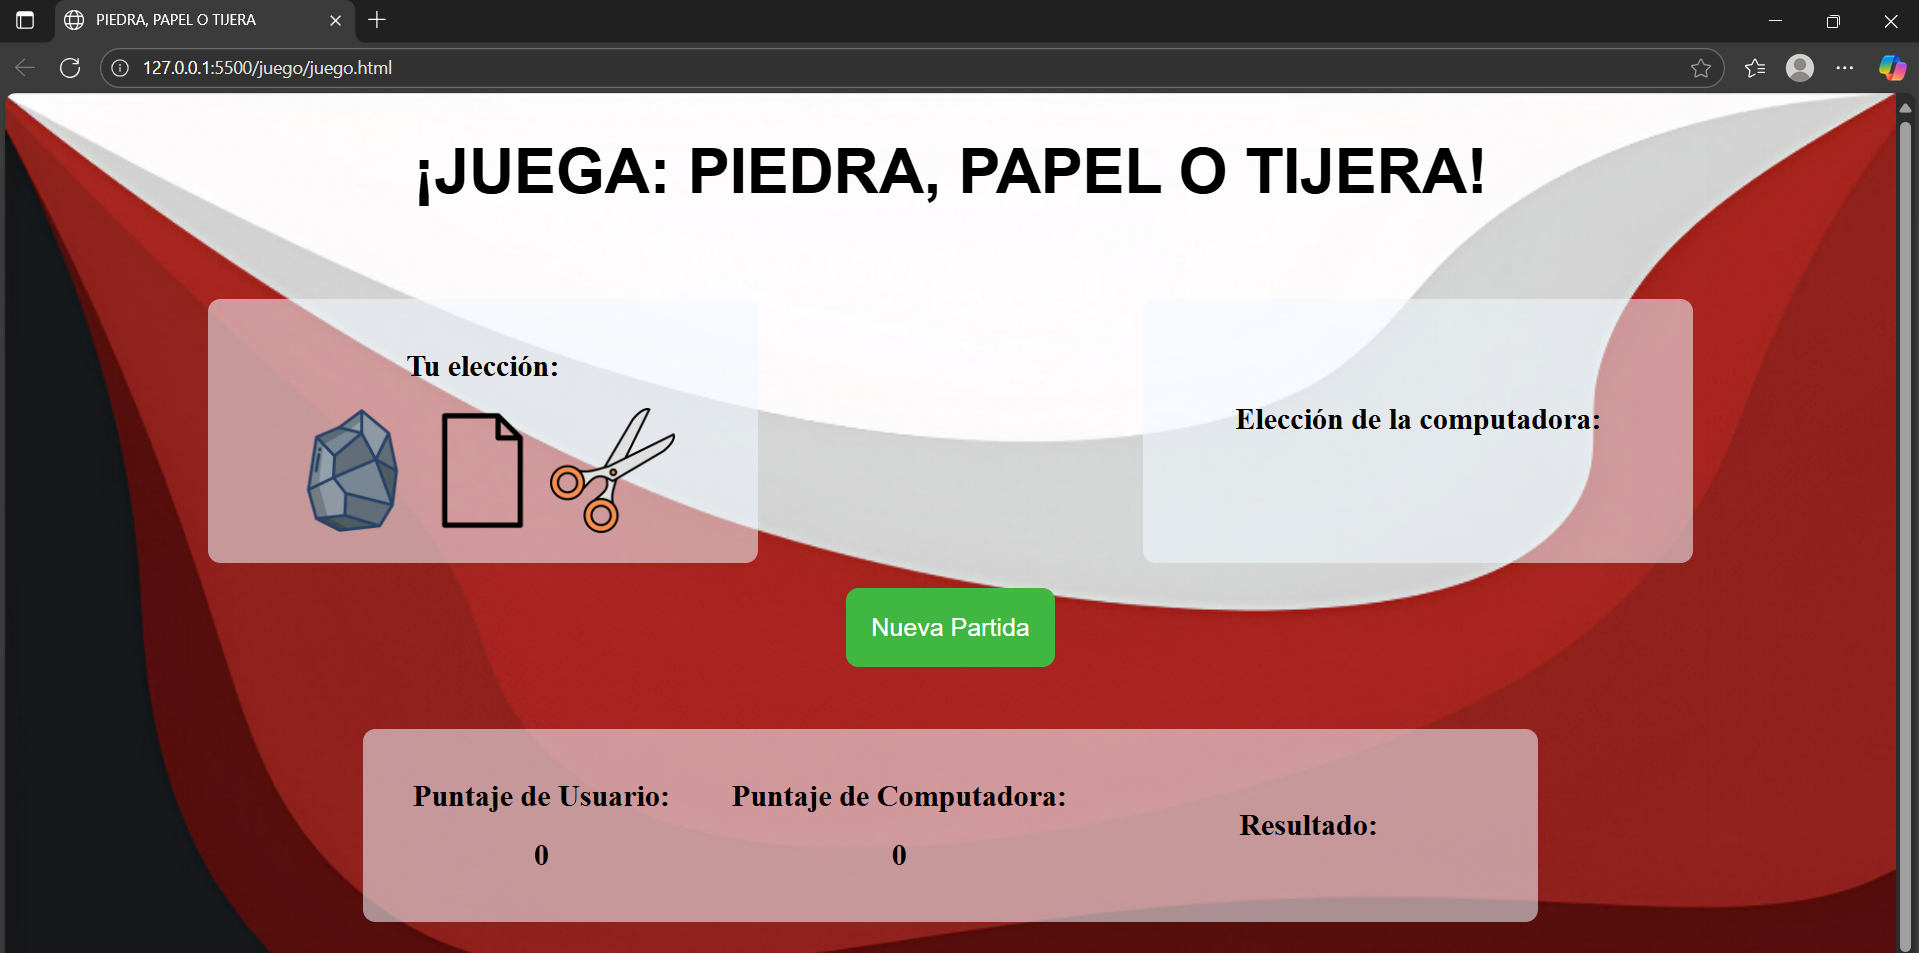 PIEDRA, PAPEL O TIJERA
127.0.0.1:5500/juego/juego.html
¡JUEGA: PIEDRA, PAPEL O TIJERA!
Tu elección:
Elección de la computadora:
Nueva Partida
Puntaje de Usuario:
0
Puntaje de Computadora:
0
Resultado: